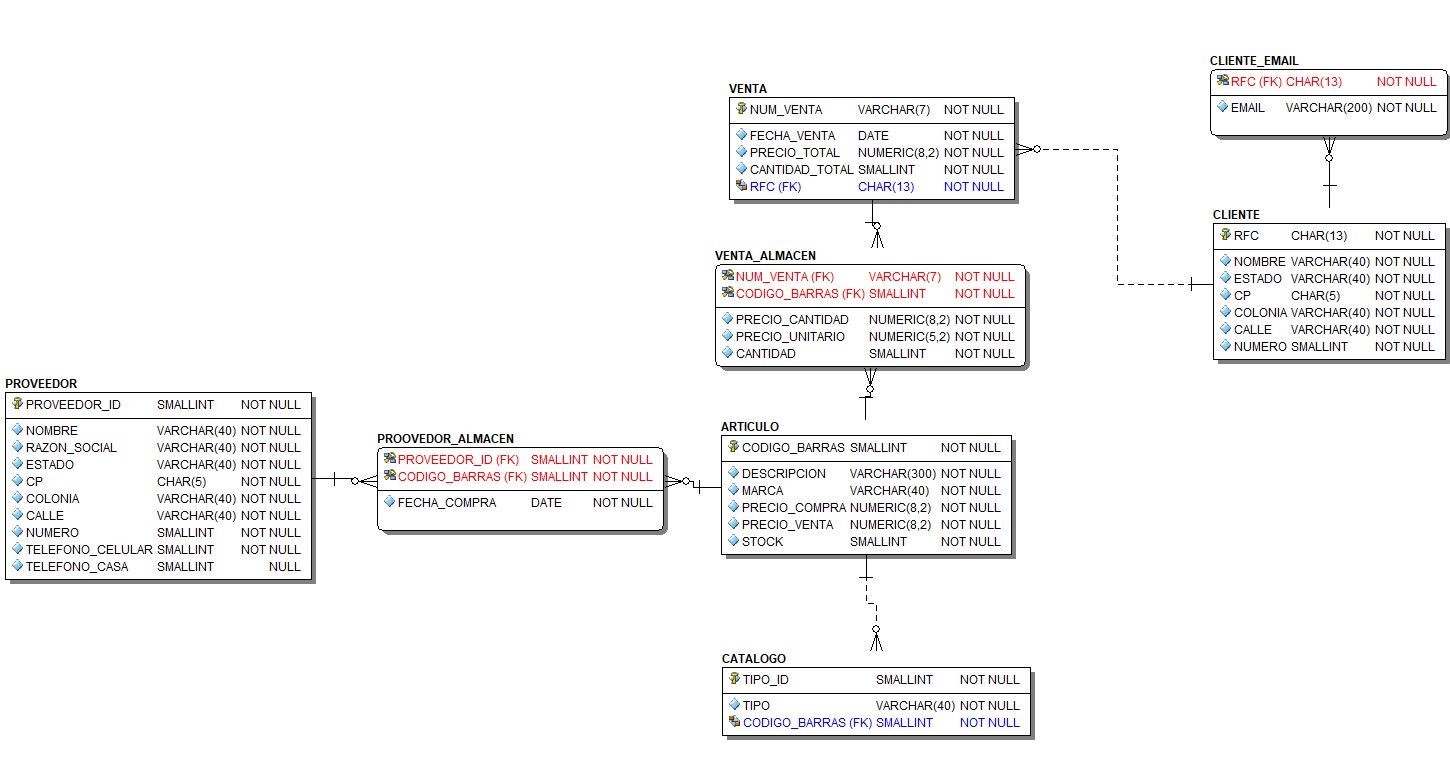 CLIENTE_EMAIL
RFC (FK) CHAR(13) NOT NULL
EMAIL VARCHAR(200) NOT NULL
VENTA
NUM_VENTA VARCHAR(7) NOT NULL
FECHA_VENTA DATE NOT NULL
PRECIO_TOTAL NUMERIC(8,2) NOT NULL
CANTIDAD_TOTAL SMALLINT NOT NULL
RFC (FK) CHAR(13) NOT NULL
CLIENTE
RFC CHAR(13) NOT NULL
NOMBRE VARCHAR(40) NOT NULL
ESTADO VARCHAR(40) NOT NULL
CP CHAR(5) NOT NULL
COLONIA VARCHAR(40) NOT NULL
CALLE VARCHAR(40) NOT NULL
NUMERO SMALLINT NOT NULL
VENTA_ALMACEN
NUM_VENTA (FK) VARCHAR(7) NOT NULL
CODIGO_BARRAS (FK) SMALLINT NOT NULL
PRECIO_CANTIDAD NUMERIC(8,2) NOT NULL
PRECIO_UNITARIO NUMERIC(5,2) NOT NULL
CANTIDAD SMALLINT NOT NULL
PROVEEDOR
PROVEEDOR_ID SMALLINT NOT NULL
NOMBRE VARCHAR(40) NOT NULL
RAZON_SOCIAL VARCHAR(40) NOT NULL
ESTADO VARCHAR(40) NOT NULL
CP CHAR(5) NOT NULL
COLONIA VARCHAR(40) NOT NULL
CALLE VARCHAR(40) NOT NULL
NUMERO SMALLINT NOT NULL
TELEFONO_CELULAR SMALLINT NOT NULL
TELEFONO_CASA SMALLINT NULL
PROOVEDOR_ALMACEN
PROVEEDOR_ID (FK) SMALLINT NOT NULL
CODIGO_BARRAS (FK) SMALLINT NOT NULL
FECHA_COMPRA DATE NOT NULL
ARTICULO
CODIGO_BARRAS SMALLINT NOT NULL
DESCRIPCION VARCHAR(300) NOT NULL
MARCA VARCHAR(40) NOT NULL
PRECIO_COMPRA NUMERIC(8,2) NOT NULL
PRECIO_VENTA NUMERIC(8,2) NOT NULL
STOCK SMALLINT NOT NULL
CATALOGO
TIPO_ID SMALLINT NOT NULL
TIPO VARCHAR(40) NOT NULL
CODIGO_BARRAS (FK) SMALLINT NOT NULL